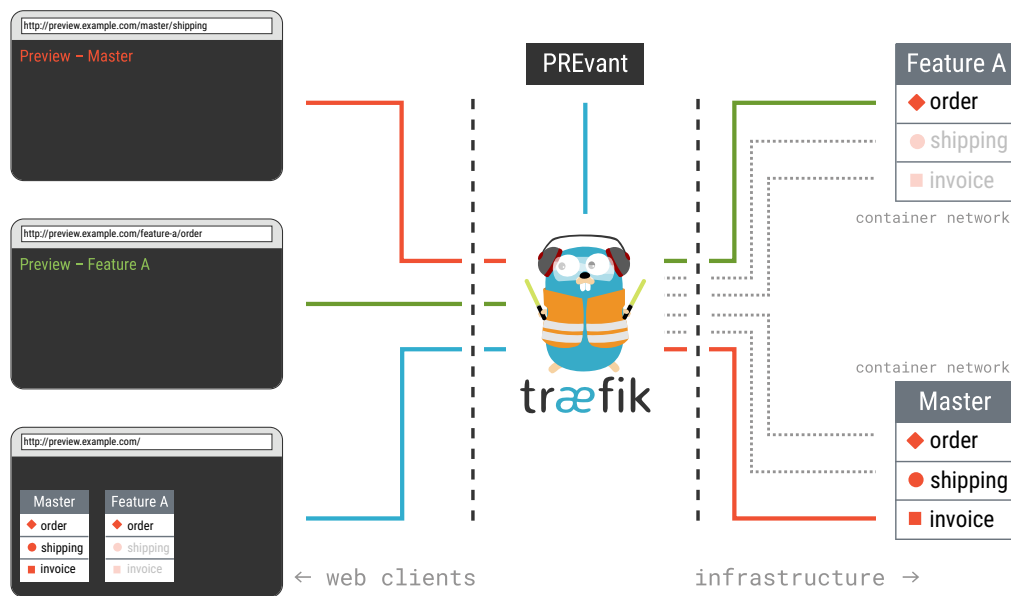 http://preview.example.com/master/shipping
Preview – Master
http://preview.example.com/feature-a/order
Preview – Feature A
http://preview.example.com/
Master
order
shipping
invoice
Feature A
order
shipping
invoice
← web clients
PREvant
træfik
infrastructure →
Feature A
order
shipping
invoice
container network
container network
Master
order
shipping
invoice